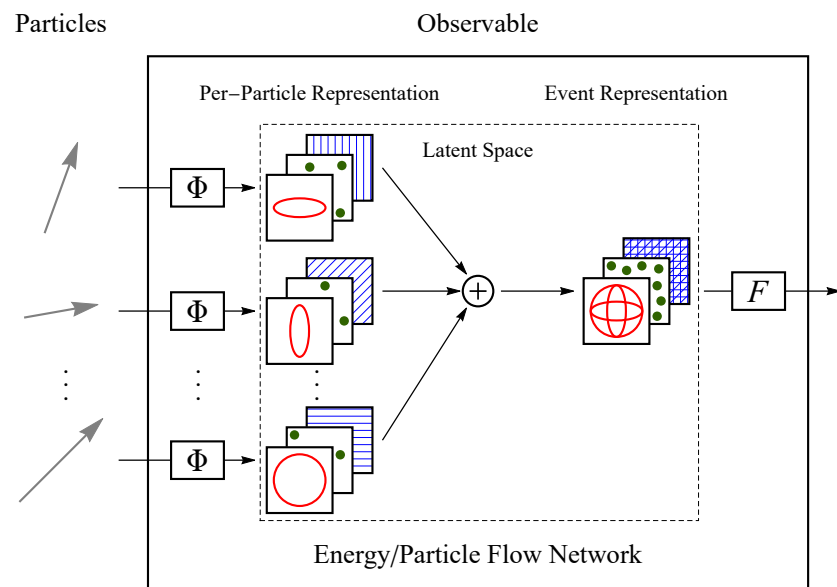 Particles
Observable
Per−Particle Representation
Event Representation
Latent Space
Φ
Φ
Φ
F
Energy/Particle Flow Network